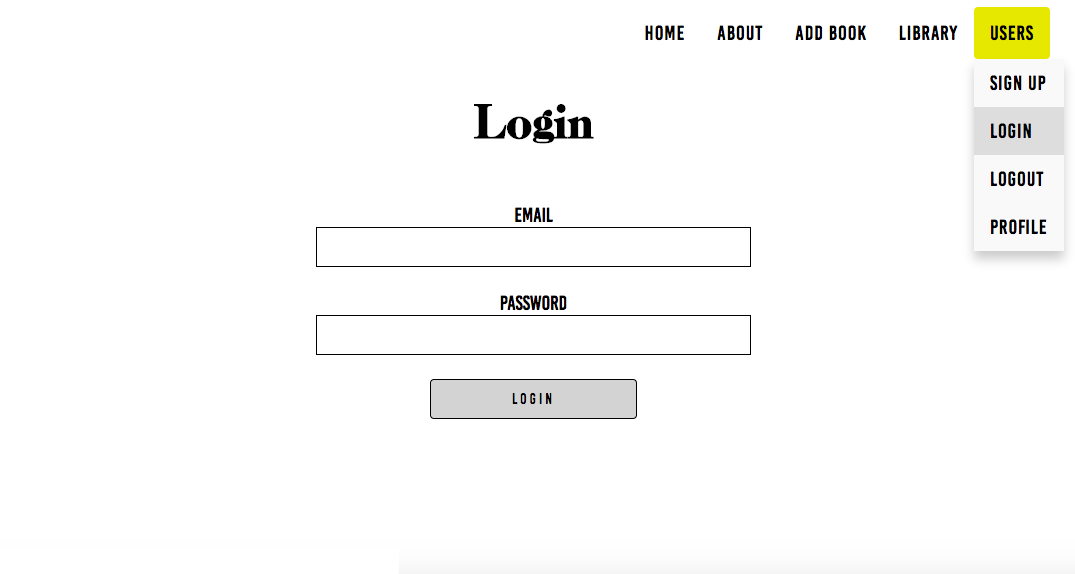 HOME ABOUT ADD BOOK LIBRARY USERS
SIGN UP
LOGIN
LOGOUT
PROFILE
Login
EMAIL
PASSWORD
LOGIN